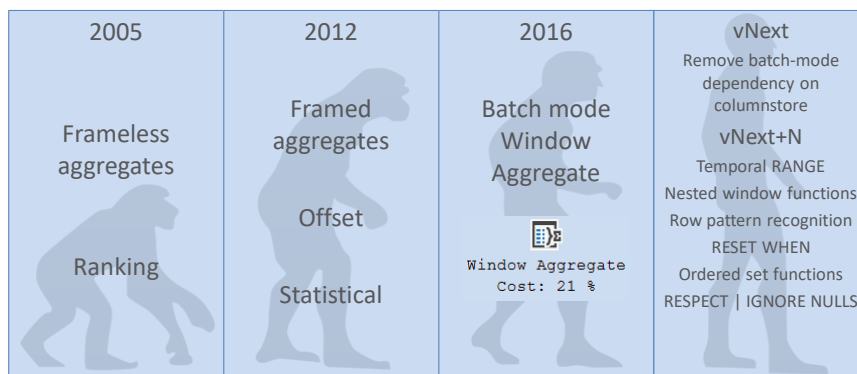 2005
Frameless
aggregates
Ranking
2012
Framed
aggregates
Offset
Statistical
2016
Batch mode
Window
Aggregate
Window Aggregate
Cost: 21 %
vNext
Remove batch-mode
dependency on
columnstore
vNext+N
Temporal RANGE
Nested window functions
Row pattern recognition
RESET WHEN
Ordered set functions
RESPECT | IGNORE NULLS